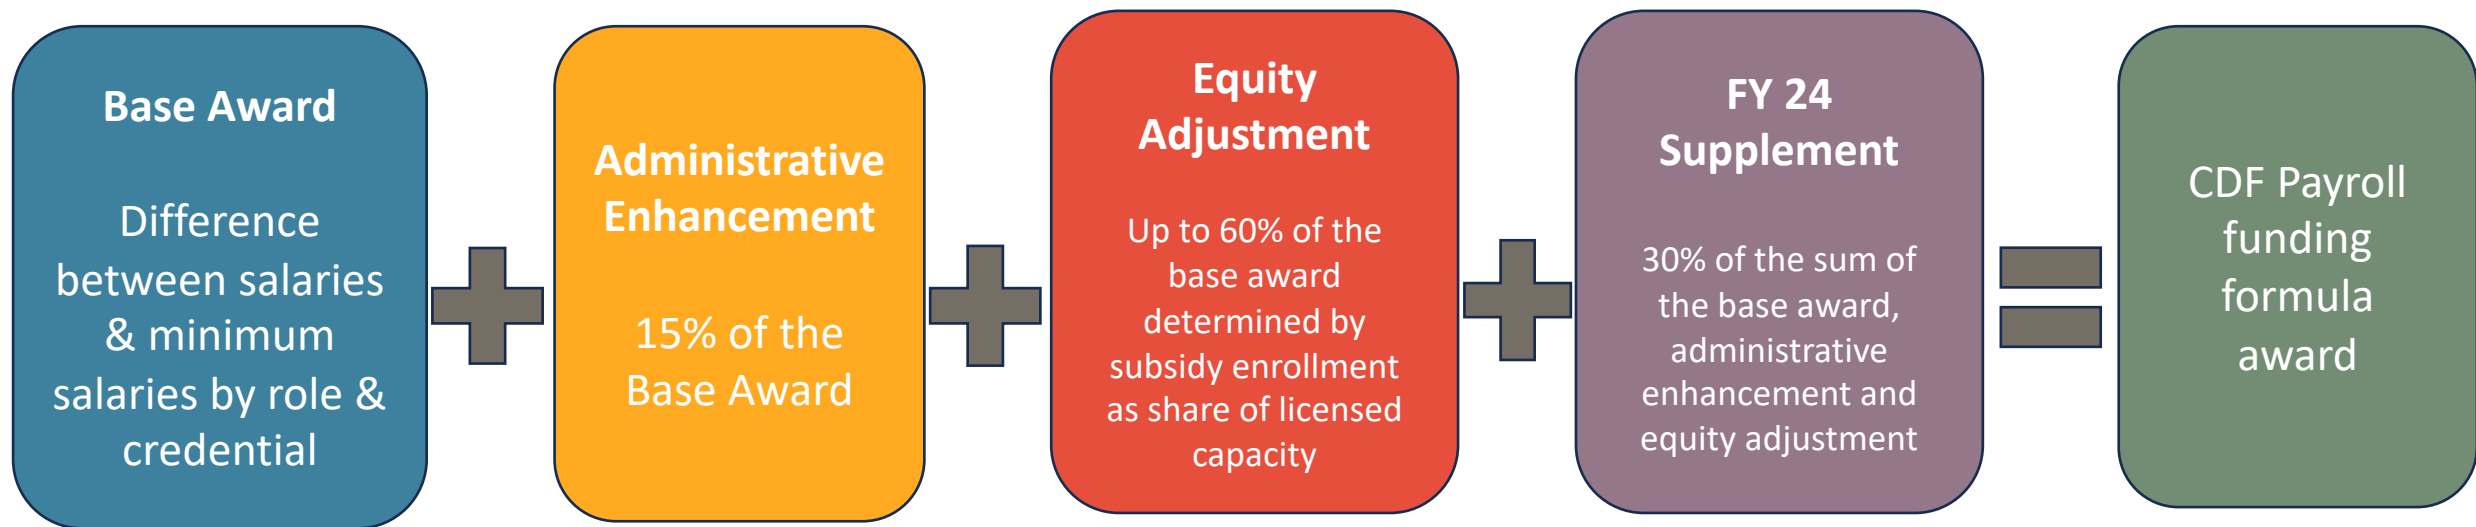 Base Award
Difference
between salaries
& minimum
salaries by role &
credential
Administrative
Enhancement
15% of the
Base Award
Equity
Adjustment
Up to 60% of the
base award
determined by
subsidy enrollment
as share of licensed
capacity
FY 24
Supplement
30% of the sum of
the base award,
administrative
enhancement and
equity adjustment
CDF Payroll
funding
formula
award